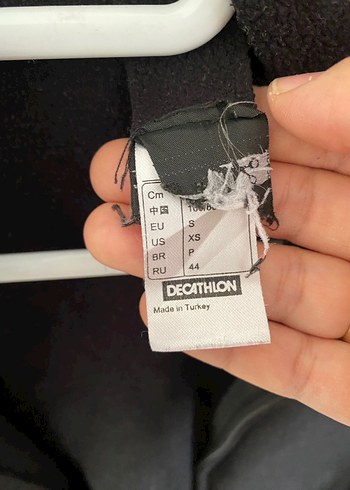 Cm
中国
EU S
US XS
BR P
RU 44
DECATHLON
Made in Turkey